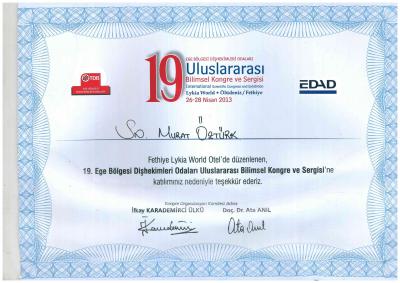 TDB
19
EGE BÖLGESİ DİŞHEKİMLERİ ODALARI
Uluslararası
Bilimsel Kongre ve Sergisi
International Scientific Congress and Exhibition
Lykia World • Ölüdeniz / Fethiye
26-28 Nisan 2013
EDAD
MURAT ÖZTÜRK
Fethiye Lykia World Otel'de düzenlenen,
19. Ege Bölgesi Dişhekimleri Odaları Uluslararası Bilimsel Kongre ve Sergisi'ne
katılımınız nedeniyle teşekkür ederiz.
Kongre Organizasyon Komitesi Adına
İlkay KARADEMİRCİ ÜLKÜ Doç. Dr. Ata ANIL